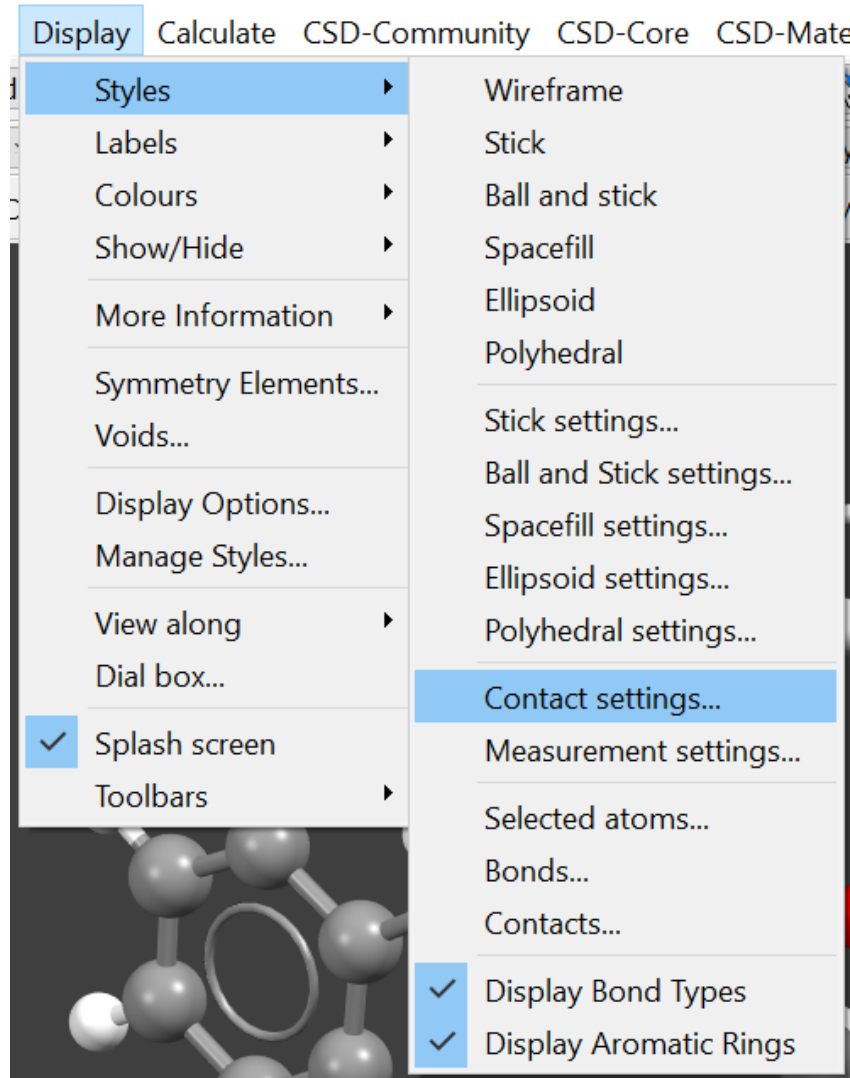 Display Calculate CSD-Community CSD-Core CSD-Mate
Styles
Labels
Colours
Show/Hide
More Information
Symmetry Elements...
Voids...
Display Options...
Manage Styles...
View along
Dial box...
Splash screen
Toolbars
Wireframe
Stick
Ball and stick
Spacefill
Ellipsoid
Polyhedral
Stick settings...
Ball and Stick settings...
Spacefill settings...
Ellipsoid settings...
Polyhedral settings...
Contact settings...
Measurement settings...
Selected atoms...
Bonds...
Contacts...
Display Bond Types
Display Aromatic Rings